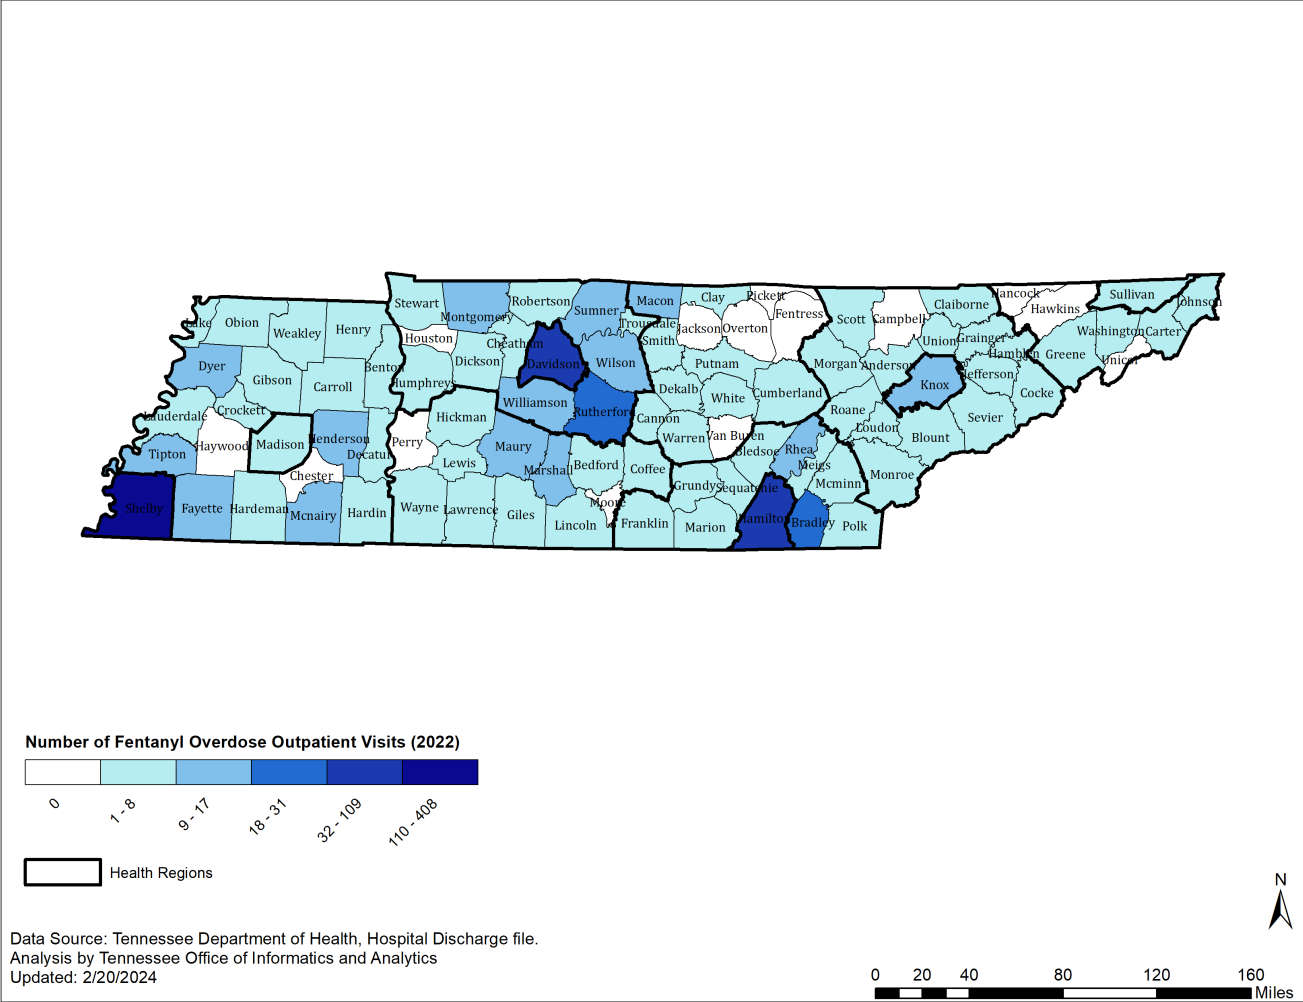 Stewart
Montgomery
Robertson
Sumner
Macon
Clay
Pickett
Fentress
Scott
Campbell
Claiborne
Hancock
Hawkins
Sullivan
Johnson
Lake
Obion
Weakley
Henry
Houston
Cheatham
Trousdale
Smith
Jackson
Overton
Union
Grainger
Hamblen
Greene
Washington
Carter
Unicoi
Dyer
Gibson
Carroll
Benton
Humphreys
Dickson
Davidson
Wilson
Putnam
Morgan
Anderson
Knox
Jefferson
Cocke
Lauderdale
Crockett
Madison
Henderson
Decatur
Perry
Hickman
Williamson
Rutherford
Cannon
Dekalb
White
Cumberland
Roane
Loudon
Blount
Sevier
Tipton
Haywood
Chester
Lewis
Maury
Marshall
Bedford
Coffee
Warren
Van Buren
Bledsoe
Rhea
Meigs
Mcminn
Monroe
Shelby
Fayette
Hardeman
Mcnairy
Hardin
Wayne
Lawrence
Giles
Lincoln
Moore
Franklin
Grundy
Sequatchie
Marion
Hamilton
Bradley
Polk
Number of Fentanyl Overdose Outpatient Visits (2022)
0
1 - 8
9 - 17
18 - 31
32 - 109
110 - 408
Health Regions
N
Data Source: Tennessee Department of Health, Hospital Discharge file.
Analysis by Tennessee Office of Informatics and Analytics
Updated: 2/20/2024
0 20 40 80 120 160
Miles